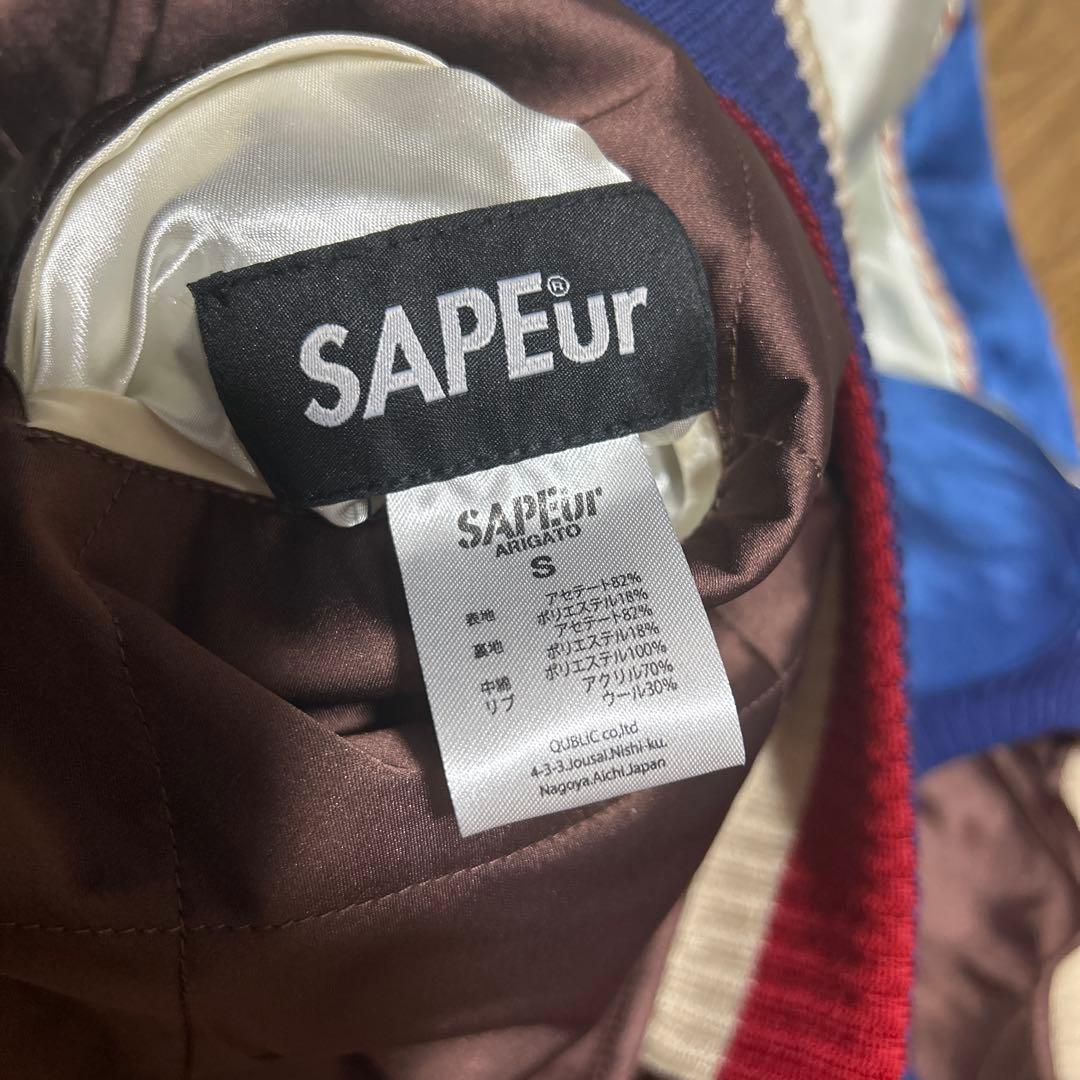 SAPEur®
SAPEur
ARIGATO
S
表地 アセテート82%
ポリエステル18%
裏地 アセテート82%
ポリエステル18%
中綿 ポリエステル100%
リブ アクリル70%
ウール30%
QUBLIC co,ltd
4-3-3.Jousai.Nishi-ku.
Nagoya.Aichi.Japan